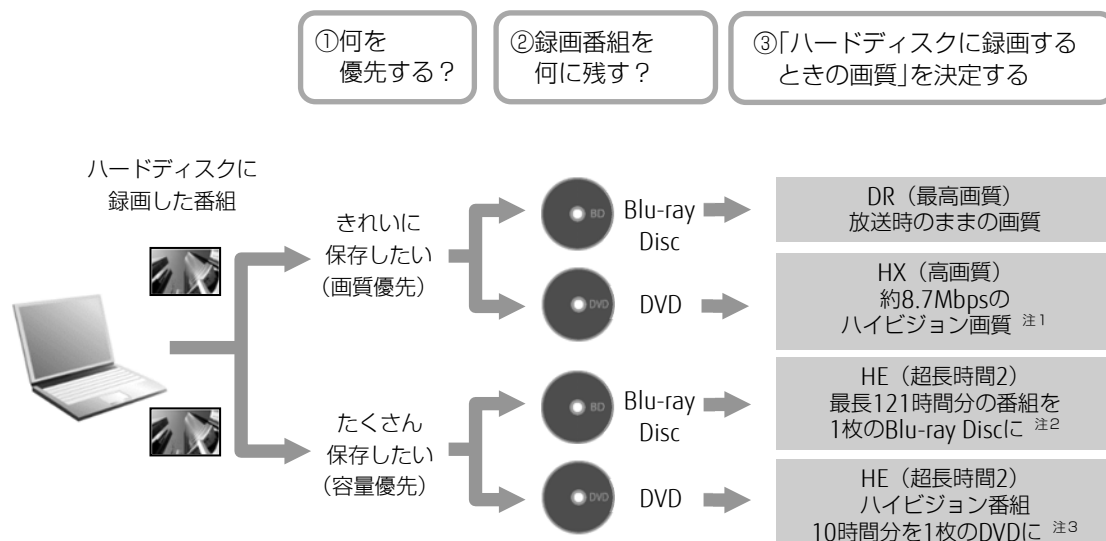 ①何を
優先する?
②録画番組を
何に残す?
③「ハードディスクに録画する
ときの画質」を決定する
ハードディスクに
録画した番組
きれいに
保存したい
(画質優先)
BD
Blu-ray
Disc
DR(最高画質)
放送時のままの画質
DVD
DVD
HX(高画質)
約8.7Mbpsの
ハイビジョン画質 注1
たくさん
保存したい
(容量優先)
BD
Blu-ray
Disc
HE(超長時間2)
最長121時間分の番組を
1枚のBlu-ray Discに 注2
DVD
DVD
HE(超長時間2)
ハイビジョン番組
10時間分を1枚のDVDに 注3